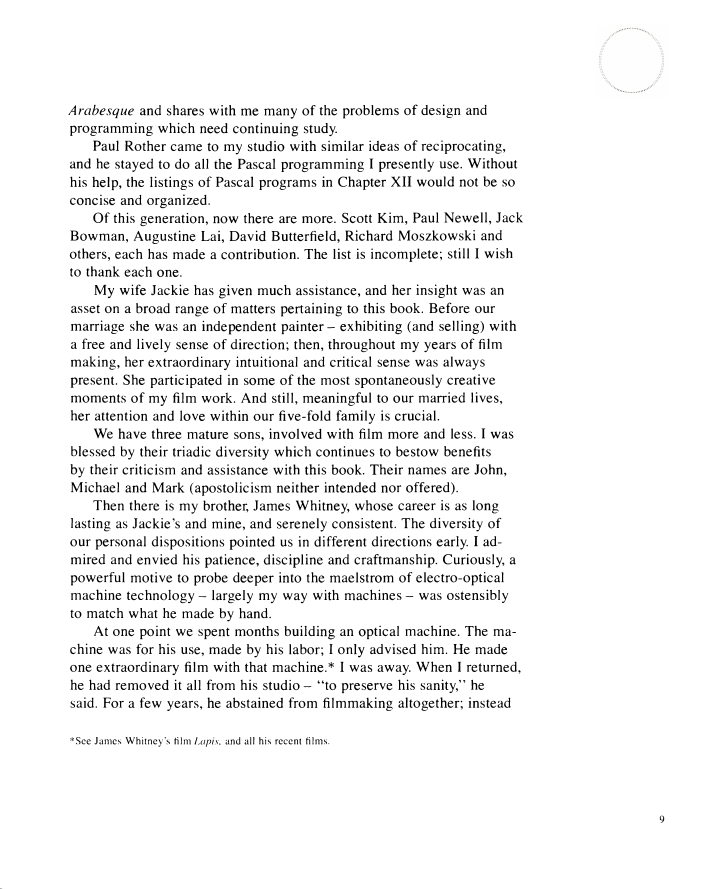 Arabesque and shares with me many of the problems of design and
programming which need continuing study.
Paul Rother came to my studio with similar ideas of reciprocating,
and he stayed to do all the Pascal programming I presently use. Without
his help, the listings of Pascal programs in Chapter XII would not be so
concise and organized.
Of this generation, now there are more. Scott Kim, Paul Newell, Jack
Bowman, Augustine Lai, David Butterfield, Richard Moszkowski and
others, each has made a contribution. The list is incomplete; still I wish
to thank each one.
My wife Jackie has given much assistance, and her insight was an
asset on a broad range of matters pertaining to this book. Before our
marriage she was an independent painter – exhibiting (and selling) with
a free and lively sense of direction; then, throughout my years of film
making, her extraordinary intuitional and critical sense was always
present. She participated in some of the most spontaneously creative
moments of my film work. And still, meaningful to our married lives,
her attention and love within our five-fold family is crucial.
We have three mature sons, involved with film more and less. I was
blessed by their triadic diversity which continues to bestow benefits
by their criticism and assistance with this book. Their names are John,
Michael and Mark (apostolicism neither intended nor offered).
Then there is my brother, James Whitney, whose career is as long
lasting as Jackie's and mine, and serenely consistent. The diversity of
our personal dispositions pointed us in different directions early. I ad-
mired and envied his patience, discipline and craftmanship. Curiously, a
powerful motive to probe deeper into the maelstrom of electro-optical
machine technology – largely my way with machines – was ostensibly
to match what he made by hand.
At one point we spent months building an optical machine. The ma-
chine was for his use, made by his labor; I only advised him. He made
one extraordinary film with that machine.* I was away. When I returned,
he had removed it all from his studio – “to preserve his sanity,” he
said. For a few years, he abstained from filmmaking altogether; instead
*See James Whitney's film Lapis, and all his recent films.
9